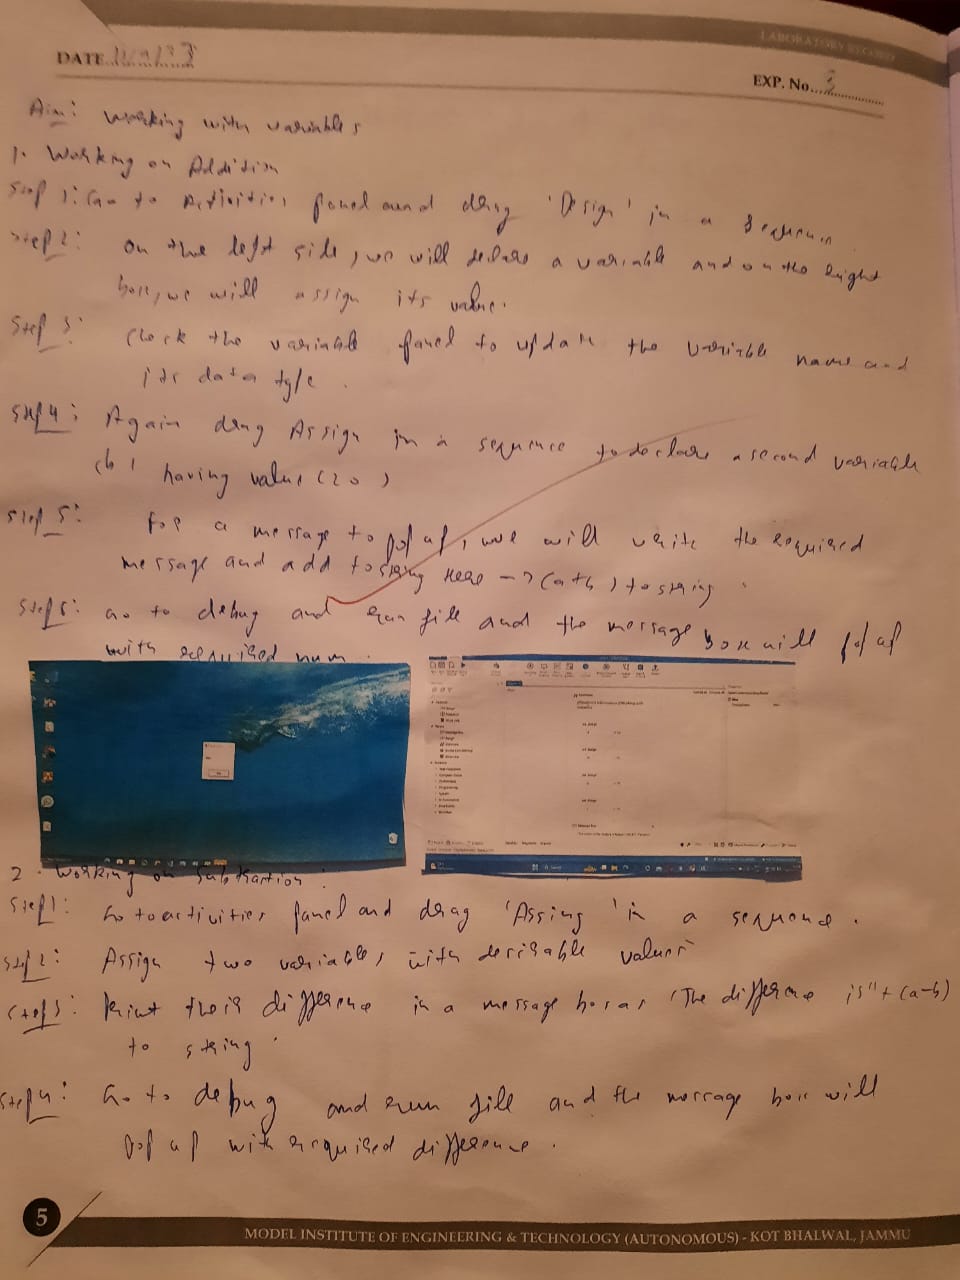 LABORATORY RECORD
DATE
EXP. No. 3
Aim: Working with variables
1. Working on Addition
Step 1: Go to Activities panel and drag 'Design' in a sequence
Step 2: On the left side, we will declare a variable and on the right
box, we will assign its value.
Step 3: Check the variable panel to update the variable name and
its data type.
Step 4: Again drag Assign in a sequence to declare a second variable
(b) having value (20)
Step 5: For a message to pop up, we will write the required
message and add tostring Here → (a+b) to string.
Step 6: Go to debug and run file and the message box will pop up
with required num.
2. Working on Subtraction:
Step 1: Go to activities panel and drag 'Assing' in a sequence.
Step 2: Assign two variables with desirable values
Step 3: Print their difference in a message box as "The difference is" + (a-b)
to string.
Step 4: Go to debug and run file and the message box will
pop up with required difference.
5
MODEL INSTITUTE OF ENGINEERING & TECHNOLOGY (AUTONOMOUS) - KOT BHALWAL, JAMMU